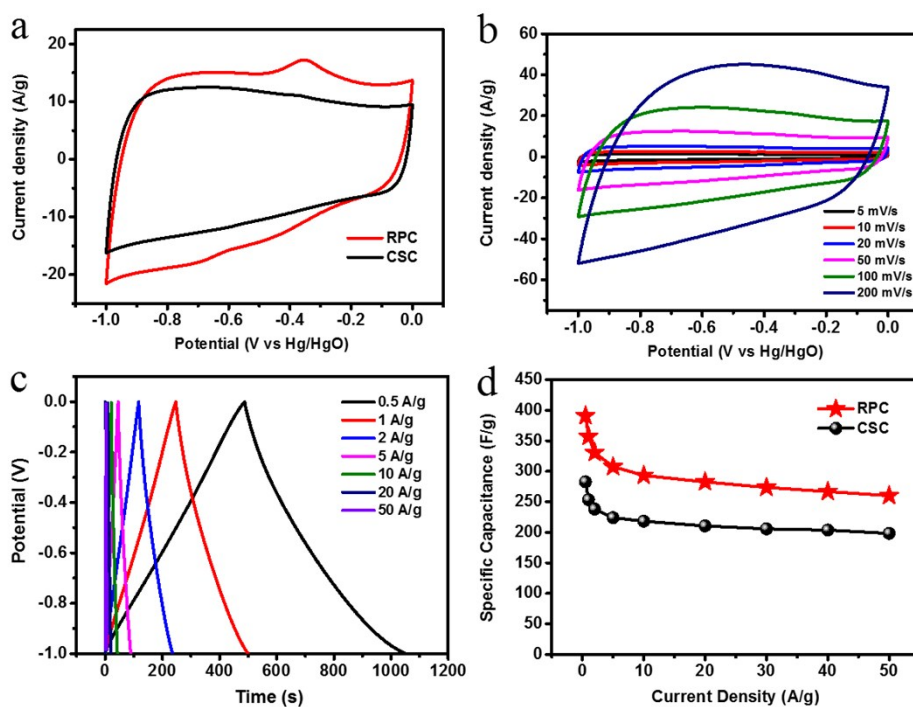 a
20
10
0
-10
-20
Current density (A/g)
RPC
CSC
-1.0 -0.8 -0.6 -0.4 -0.2 0.0
Potential (V vs Hg/HgO)
b
60
40
20
0
-20
-40
-60
Current density (A/g)
5 mV/s
10 mV/s
20 mV/s
50 mV/s
100 mV/s
200 mV/s
-1.0 -0.8 -0.6 -0.4 -0.2 0.0
Potential (V vs Hg/HgO)
c
0.0
-0.2
-0.4
-0.6
-0.8
-1.0
Potential (V)
0.5 A/g
1 A/g
2 A/g
5 A/g
10 A/g
20 A/g
50 A/g
0 200 400 600 800 1000 1200
Time (s)
d
450
400
350
300
250
200
150
100
50
0
Specific Capacitance (F/g)
RPC
CSC
0 10 20 30 40 50
Current Density (A/g)